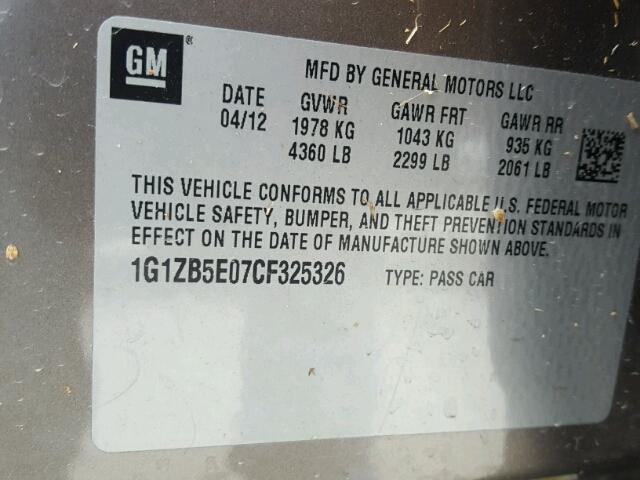 GM ®
MFD BY GENERAL MOTORS LLC
DATE GVWR GAWR FRT GAWR RR
04/12 1978 KG 1043 KG 935 KG
4360 LB 2299 LB 2061 LB
THIS VEHICLE CONFORMS TO ALL APPLICABLE U.S. FEDERAL MOTOR
VEHICLE SAFETY, BUMPER, AND THEFT PREVENTION STANDARDS IN
EFFECT ON THE DATE OF MANUFACTURE SHOWN ABOVE.
1G1ZB5E07CF325326 TYPE: PASS CAR